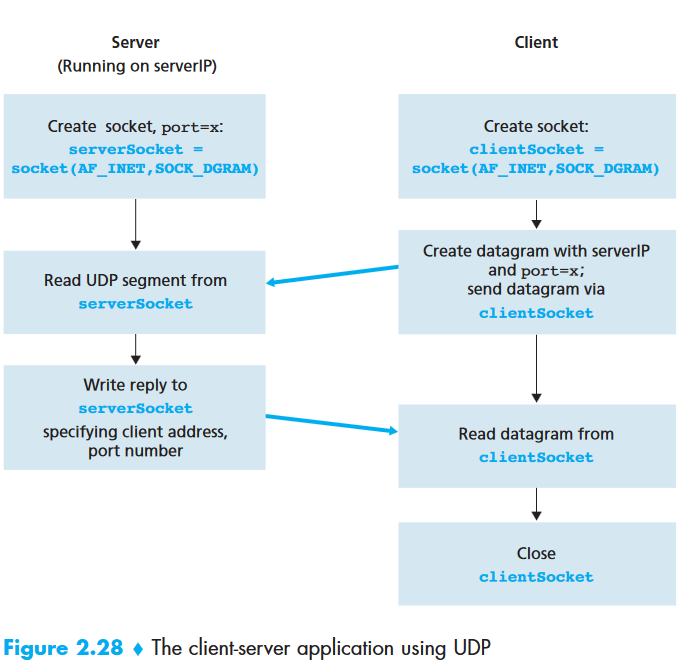 Server
(Running on serverIP)
Create socket, port=x:
serverSocket =
socket(AF_INET,SOCK_DGRAM)
Read UDP segment from
serverSocket
Write reply to
serverSocket
specifying client address,
port number
Client
Create socket:
clientSocket =
socket(AF_INET,SOCK_DGRAM)
Create datagram with serverIP
and port=x;
send datagram via
clientSocket
Read datagram from
clientSocket
Close
clientSocket
Figure 2.28 ♦ The client-server application using UDP